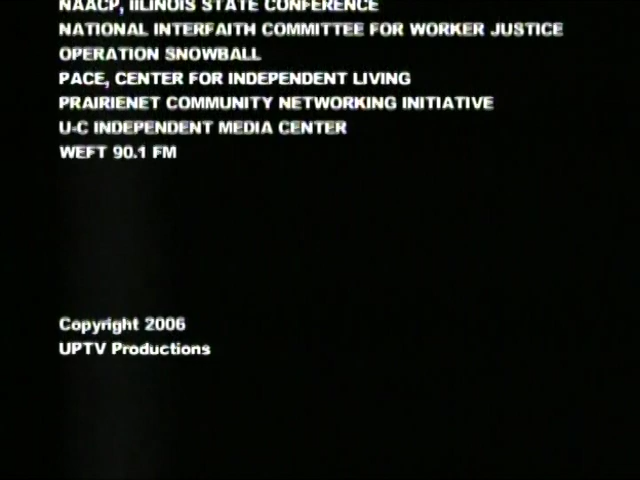 NAACP, IILINOIS STATE CONFERENCE
NATIONAL INTERFAITH COMMITTEE FOR WORKER JUSTICE
OPERATION SNOWBALL
PACE, CENTER FOR INDEPENDENT LIVING
PRAIRIENET COMMUNITY NETWORKING INITIATIVE
U-C INDEPENDENT MEDIA CENTER
WEFT 90.1 FM
Copyright 2006
UPTV Productions